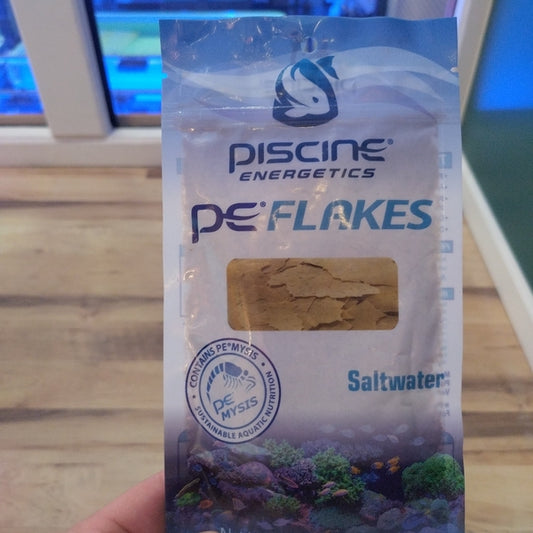 PISCINE®
ENERGETICS
PE® FLAKES
• CONTAINS PE® MYSIS •
PE
MYSIS
SUSTAINABLE AQUATIC NUTRITION
Saltwater